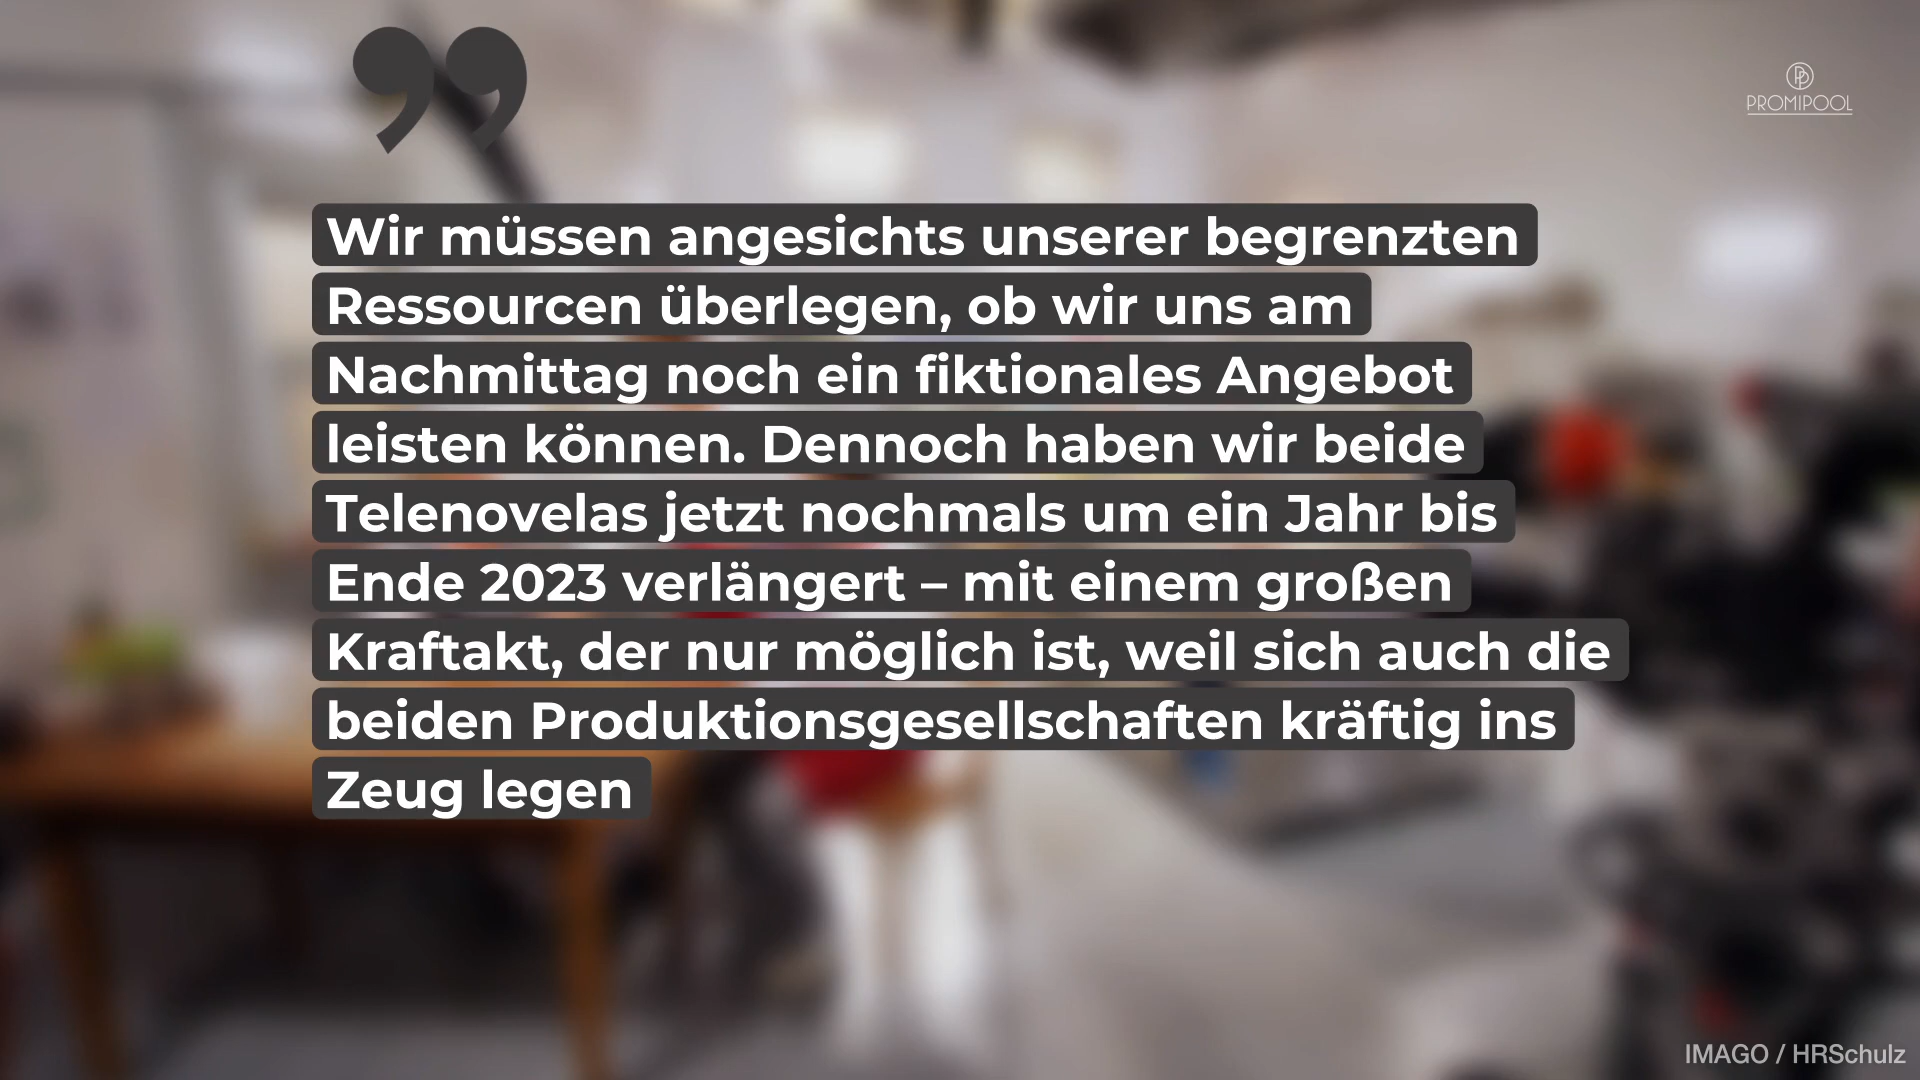 ”
PROMIPOOL
Wir müssen angesichts unserer begrenzten
Ressourcen überlegen, ob wir uns am
Nachmittag noch ein fiktionales Angebot
leisten können. Dennoch haben wir beide
Telenovelas jetzt nochmals um ein Jahr bis
Ende 2023 verlängert – mit einem großen
Kraftakt, der nur möglich ist, weil sich auch die
beiden Produktionsgesellschaften kräftig ins
Zeug legen
IMAGO / HRSchulz